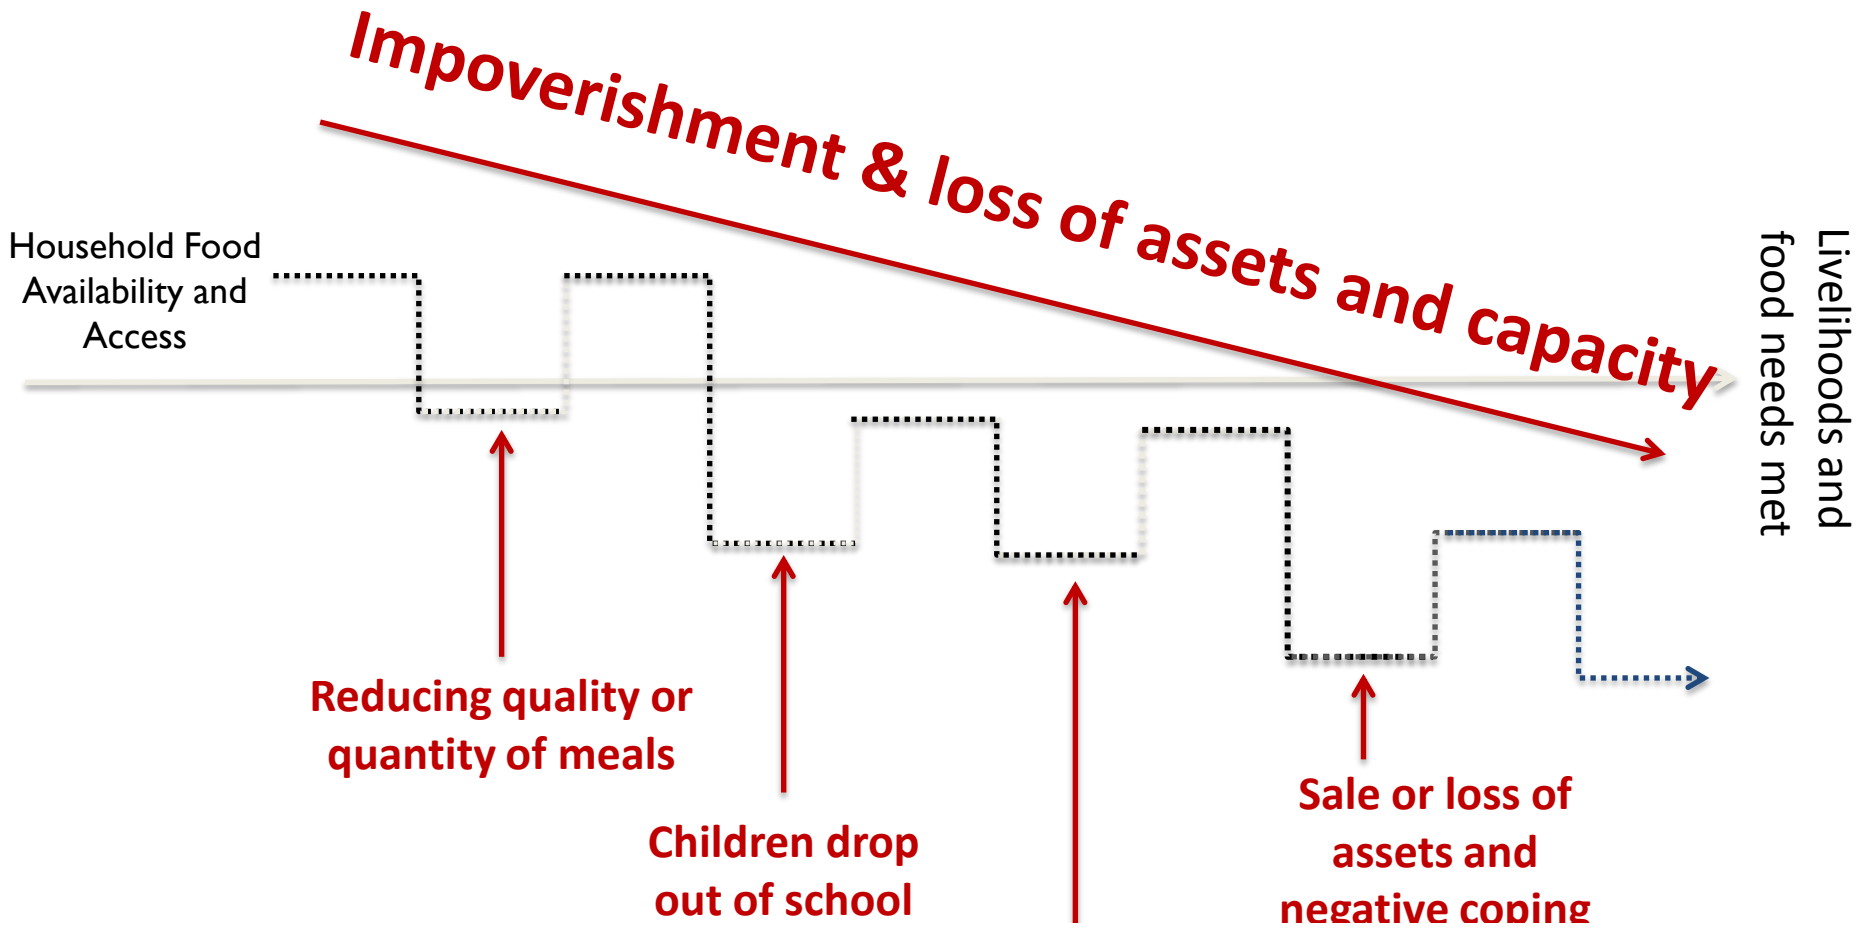 Impoverishment & loss of assets and capacity
Household Food
Availability and
Access
Livelihoods and
food needs met
Reducing quality or
quantity of meals
Children drop
out of school
Sale or loss of
assets and
negative coping